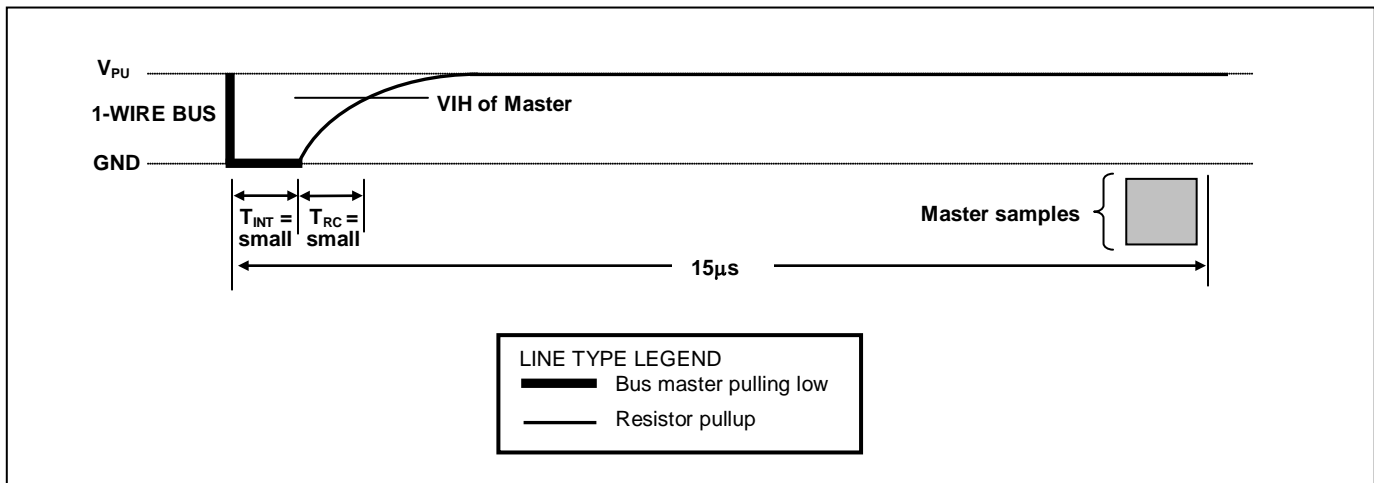 VPU
1-WIRE BUS
VIH of Master
GND
TINT =
small
TRC =
small
Master samples
15μs
LINE TYPE LEGEND
Bus master pulling low
Resistor pullup